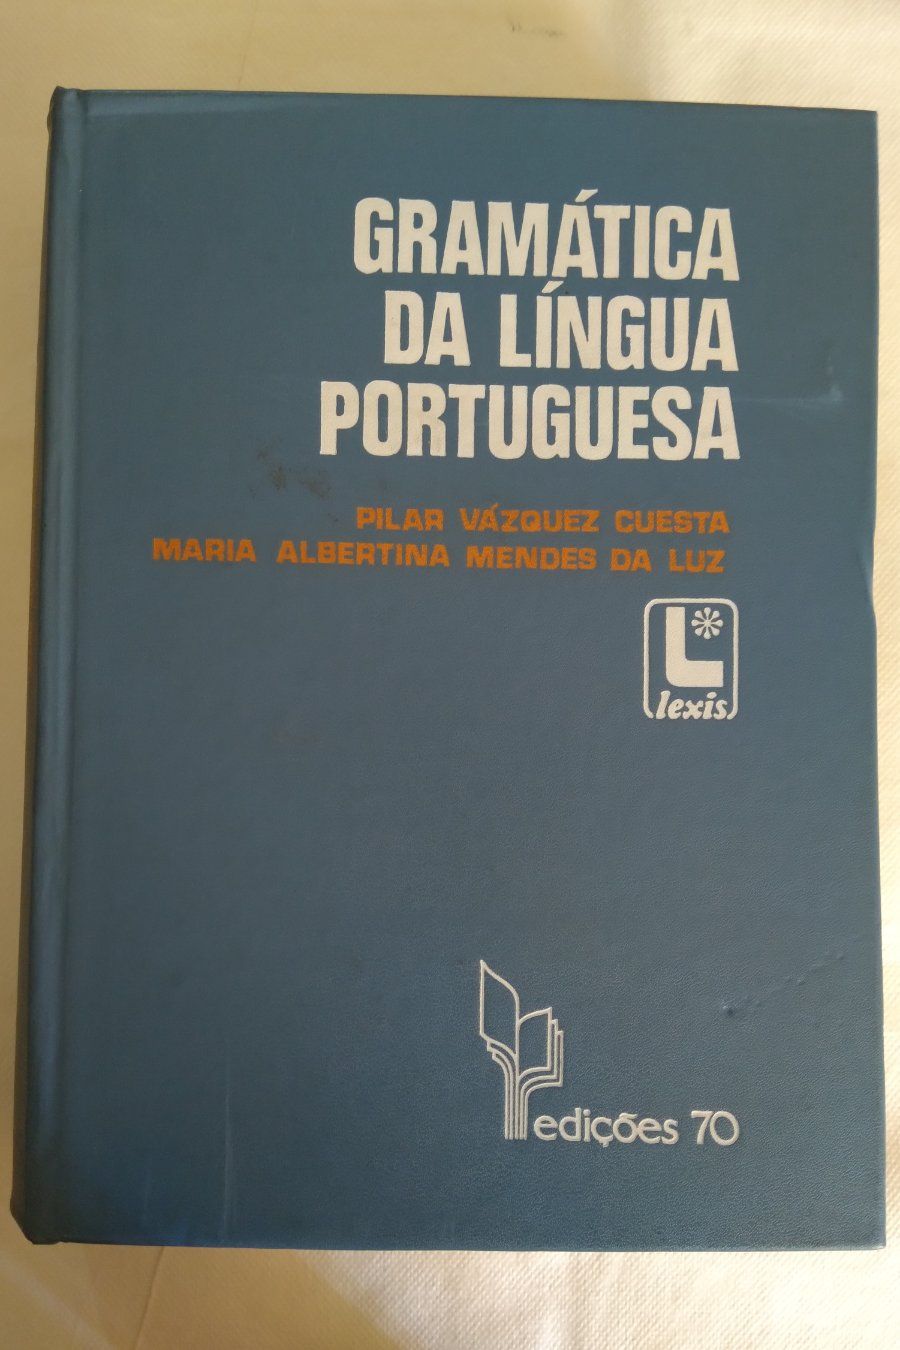 GRAMÁTICA
DA LÍNGUA
PORTUGUESA
PILAR VÁZQUEZ CUESTA
MARIA ALBERTINA MENDES DA LUZ
L*
lexis
edições 70